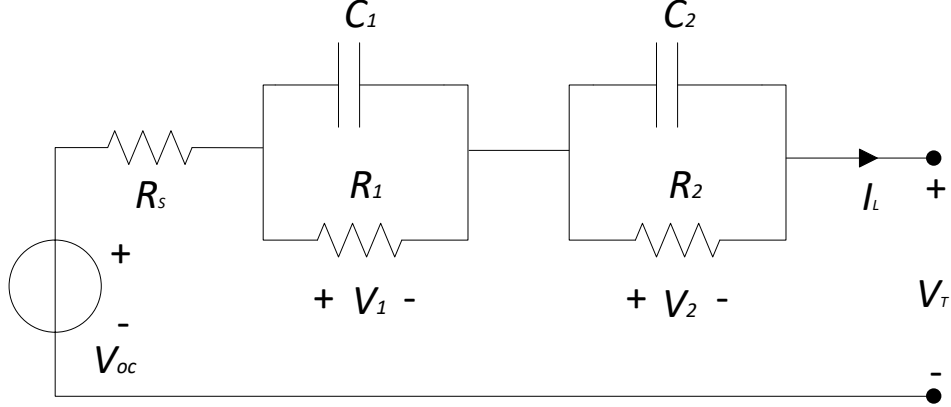 C1
C2
RS
R1
R2
IL
+
+
-
+ V1 -
+ V2 -
VT
VOC
-